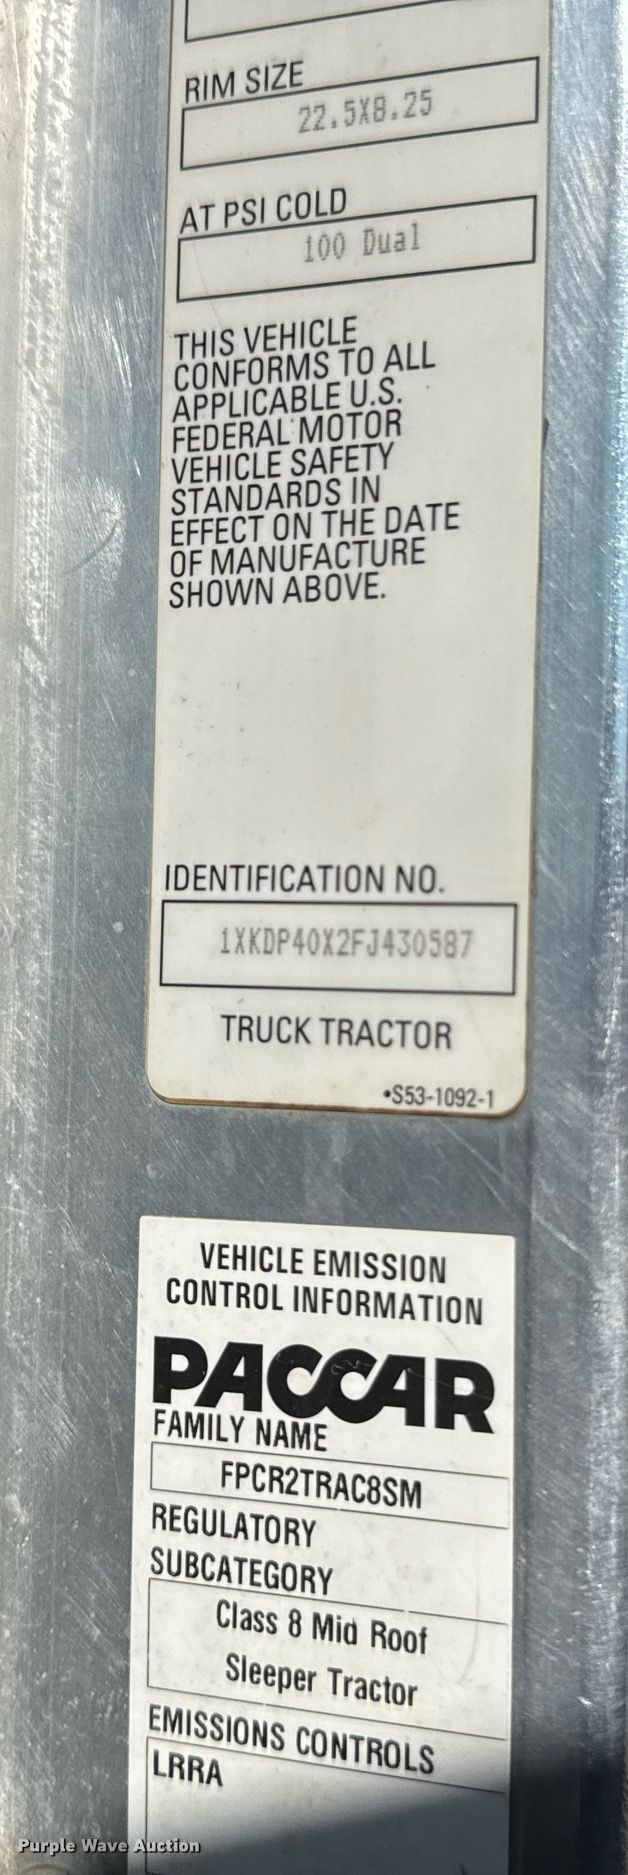 RIM SIZE
22.5X8.25
AT PSI COLD
100 Dual
THIS VEHICLE
CONFORMS TO ALL
APPLICABLE U.S.
FEDERAL MOTOR
VEHICLE SAFETY
STANDARDS IN
EFFECT ON THE DATE
OF MANUFACTURE
SHOWN ABOVE.
IDENTIFICATION NO.
1XKDP40X2FJ430587
TRUCK TRACTOR
•S53-1092-1
VEHICLE EMISSION
CONTROL INFORMATION
PACCAR
FAMILY NAME
FPCR2TRAC8SM
REGULATORY
SUBCATEGORY
Class 8 Mid Roof
Sleeper Tractor
EMISSIONS CONTROLS
LRRA
Purple Wave Auction